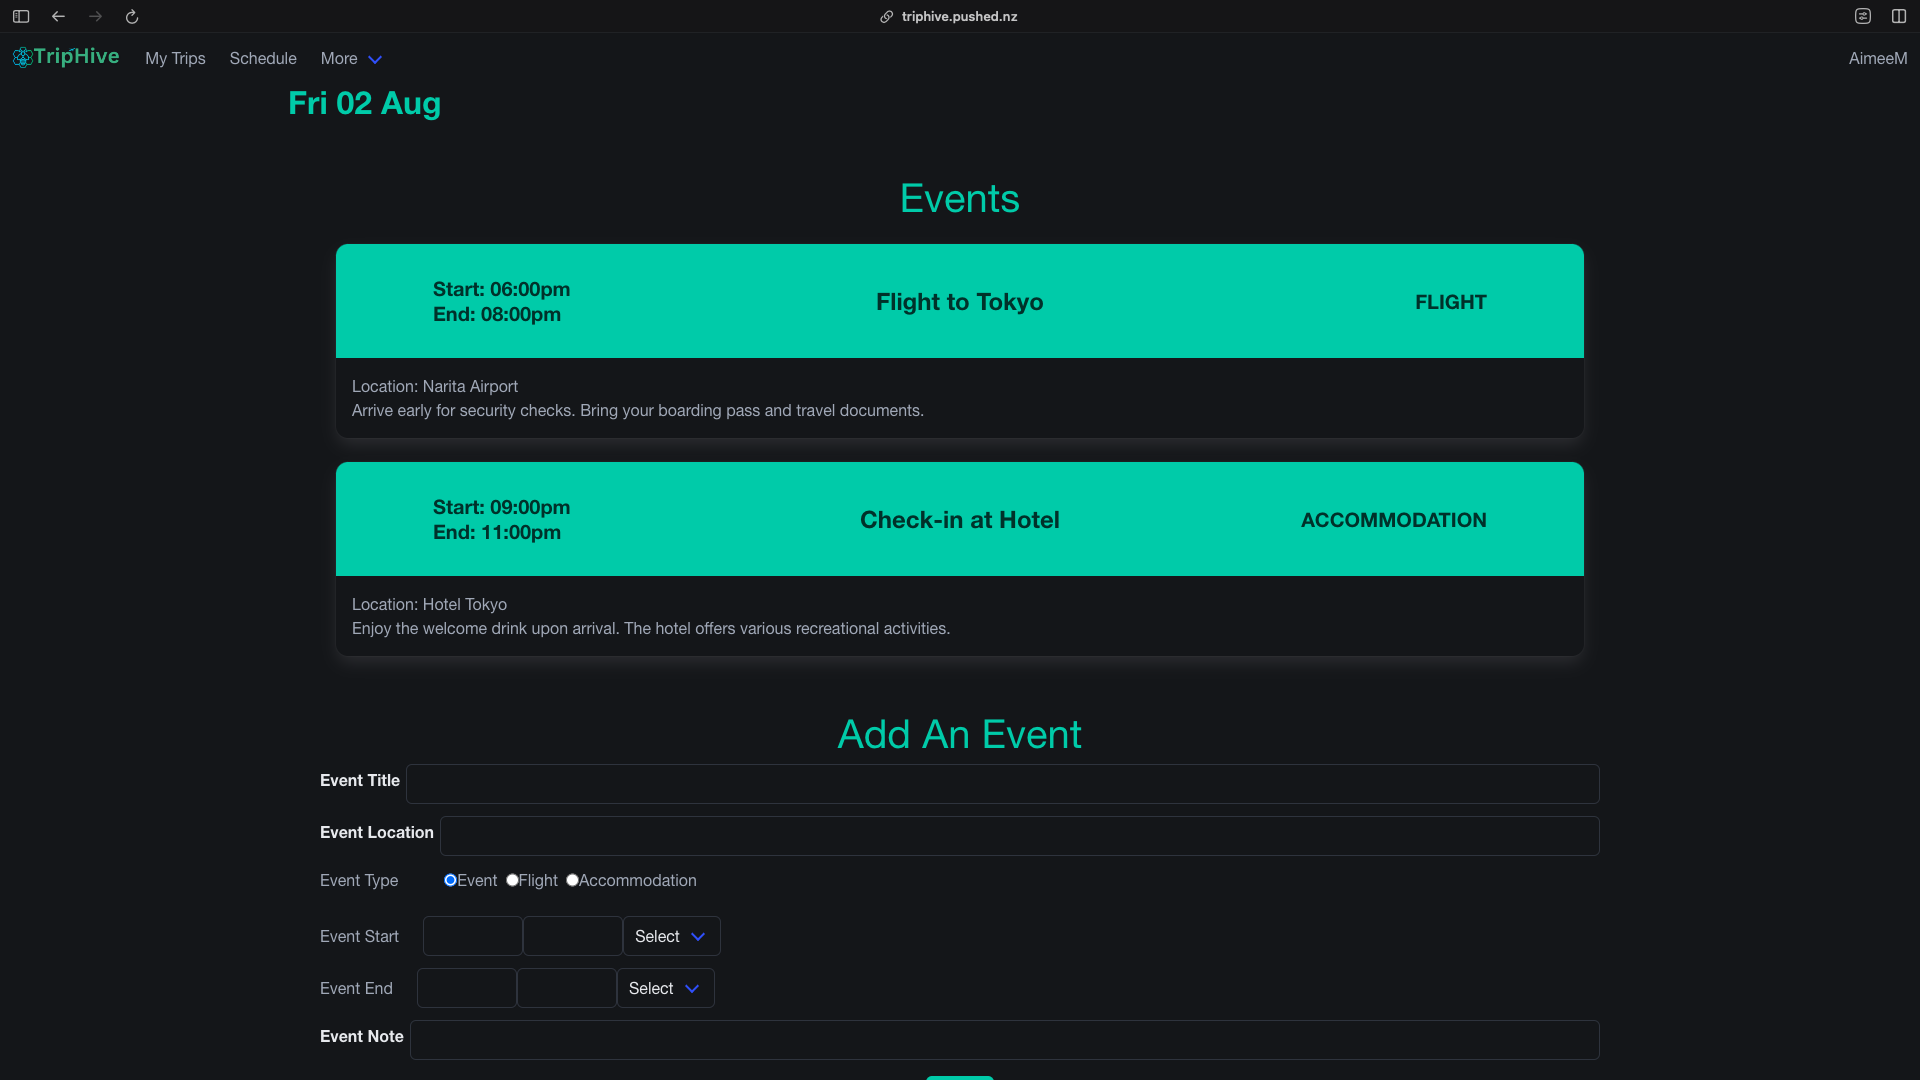 triphive.pushed.nz
TripHive My Trips Schedule More AimeeM
Fri 02 Aug
Events
Start: 06:00pm
End: 08:00pm
Flight to Tokyo
FLIGHT
Location: Narita Airport
Arrive early for security checks. Bring your boarding pass and travel documents.
Start: 09:00pm
End: 11:00pm
Check-in at Hotel
ACCOMMODATION
Location: Hotel Tokyo
Enjoy the welcome drink upon arrival. The hotel offers various recreational activities.
Add An Event
Event Title
Event Location
Event Type Event Flight Accommodation
Event Start Select
Event End Select
Event Note